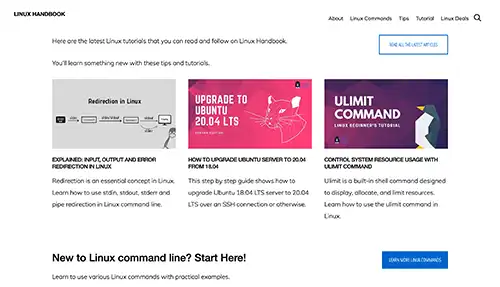 LINUX HANDBOOK
About Linux Commands Tips Tutorial Linux Deals
Here are the latest Linux tutorials that you can read and follow on Linux Handbook.
READ ALL THE LATEST ARTICLES
You'll learn something new with these tips and tutorials.
Redirection in Linux
UPGRADE TO
UBUNTU
20.04 LTS
SERVER EDITION
ULIMIT
COMMAND
LINUX BEGINNER'S TUTORIAL
EXPLAINED: INPUT, OUTPUT AND ERROR
REDIRECTION IN LINUX
Redirection is an essential concept in Linux.
Learn how to use stdin, stdout, stderr and
pipe redirection in Linux command line.
HOW TO UPGRADE UBUNTU SERVER TO 20.04
FROM 18.04
This step by step guide shows how to
upgrade Ubuntu 18.04 LTS server to 20.04
LTS over an SSH connection or otherwise.
CONTROL SYSTEM RESOURCE USAGE WITH
ULIMIT COMMAND
Ulimit is a built-in shell command designed
to display, allocate, and limit resources.
Learn how to use the ulimit command in
Linux.
New to Linux command line? Start Here!
LEARN MORE LINUX COMMANDS
Learn to use various Linux commands with practical examples.